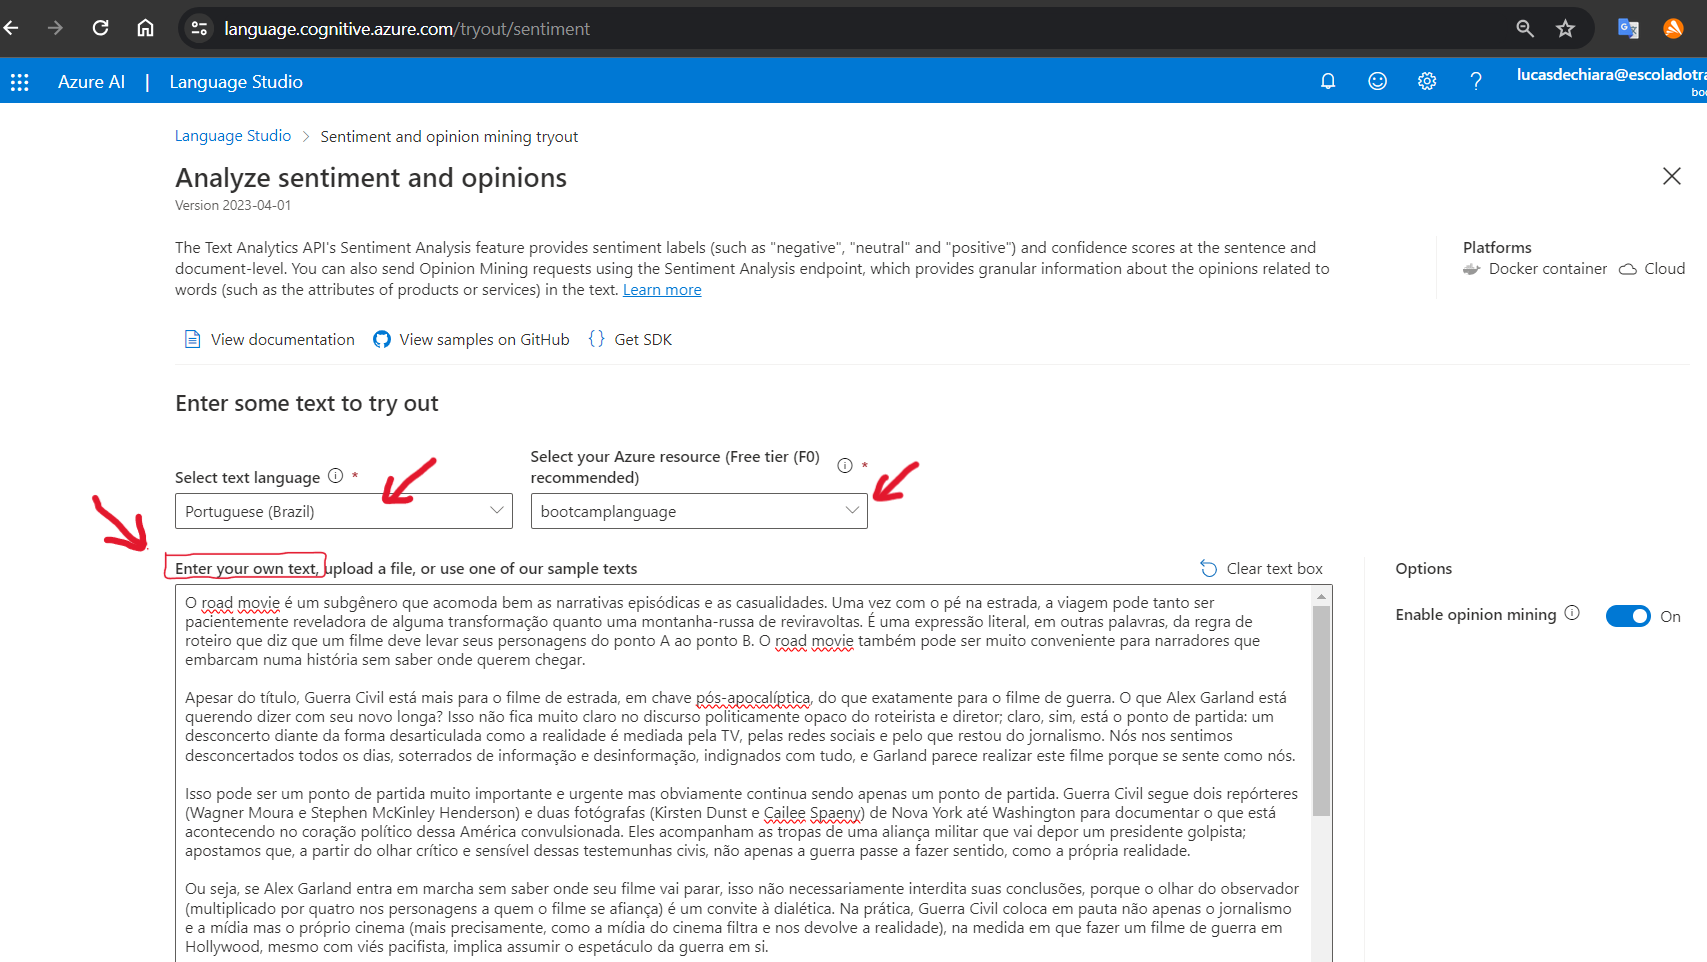 language.cognitive.azure.com/tryout/sentiment
Azure AI | Language Studio
lucasdechiara@escoladotra
boo
Language Studio > Sentiment and opinion mining tryout
Analyze sentiment and opinions
Version 2023-04-01
The Text Analytics API's Sentiment Analysis feature provides sentiment labels (such as "negative", "neutral" and "positive") and confidence scores at the sentence and
document-level. You can also send Opinion Mining requests using the Sentiment Analysis endpoint, which provides granular information about the opinions related to
words (such as the attributes of products or services) in the text. Learn more
Platforms
Docker container Cloud
View documentation View samples on GitHub {} Get SDK
Enter some text to try out
Select text language *
Select your Azure resource (Free tier (F0)
recommended) *
Portuguese (Brazil)
bootcamplanguage
Enter your own text, upload a file, or use one of our sample texts
Clear text box
O road movie é um subgênero que acomoda bem as narrativas episódicas e as casualidades. Uma vez com o pé na estrada, a viagem pode tanto ser
pacientemente reveladora de alguma transformação quanto uma montanha-russa de reviravoltas. É uma expressão literal, em outras palavras, da regra de
roteiro que diz que um filme deve levar seus personagens do ponto A ao ponto B. O road movie também pode ser muito conveniente para narradores que
embarcam numa história sem saber onde querem chegar.
Apesar do título, Guerra Civil está mais para o filme de estrada, em chave pós-apocalíptica, do que exatamente para o filme de guerra. O que Alex Garland está
querendo dizer com seu novo longa? Isso não fica muito claro no discurso politicamente opaco do roteirista e diretor; claro, sim, está o ponto de partida: um
desconcerto diante da forma desarticulada como a realidade é mediada pela TV, pelas redes sociais e pelo que restou do jornalismo. Nós nos sentimos
desconcertados todos os dias, soterrados de informação e desinformação, indignados com tudo, e Garland parece realizar este filme porque se sente como nós.
Isso pode ser um ponto de partida muito importante e urgente mas obviamente continua sendo apenas um ponto de partida. Guerra Civil segue dois repórteres
(Wagner Moura e Stephen McKinley Henderson) e duas fotógrafas (Kirsten Dunst e Cailee Spaeny) de Nova York até Washington para documentar o que está
acontecendo no coração político dessa América convulsionada. Eles acompanham as tropas de uma aliança militar que vai depor um presidente golpista;
apostamos que, a partir do olhar crítico e sensível dessas testemunhas civis, não apenas a guerra passe a fazer sentido, como a própria realidade.
Ou seja, se Alex Garland entra em marcha sem saber onde seu filme vai parar, isso não necessariamente interdita suas conclusões, porque o olhar do observador
(multiplicado por quatro nos personagens a quem o filme se afiança) é um convite à dialética. Na prática, Guerra Civil coloca em pauta não apenas o jornalismo
e a mídia mas o próprio cinema (mais precisamente, como a mídia do cinema filtra e nos devolve a realidade), na medida em que fazer um filme de guerra em
Hollywood, mesmo com viés pacifista, implica assumir o espetáculo da guerra em si.
Options
Enable opinion mining On